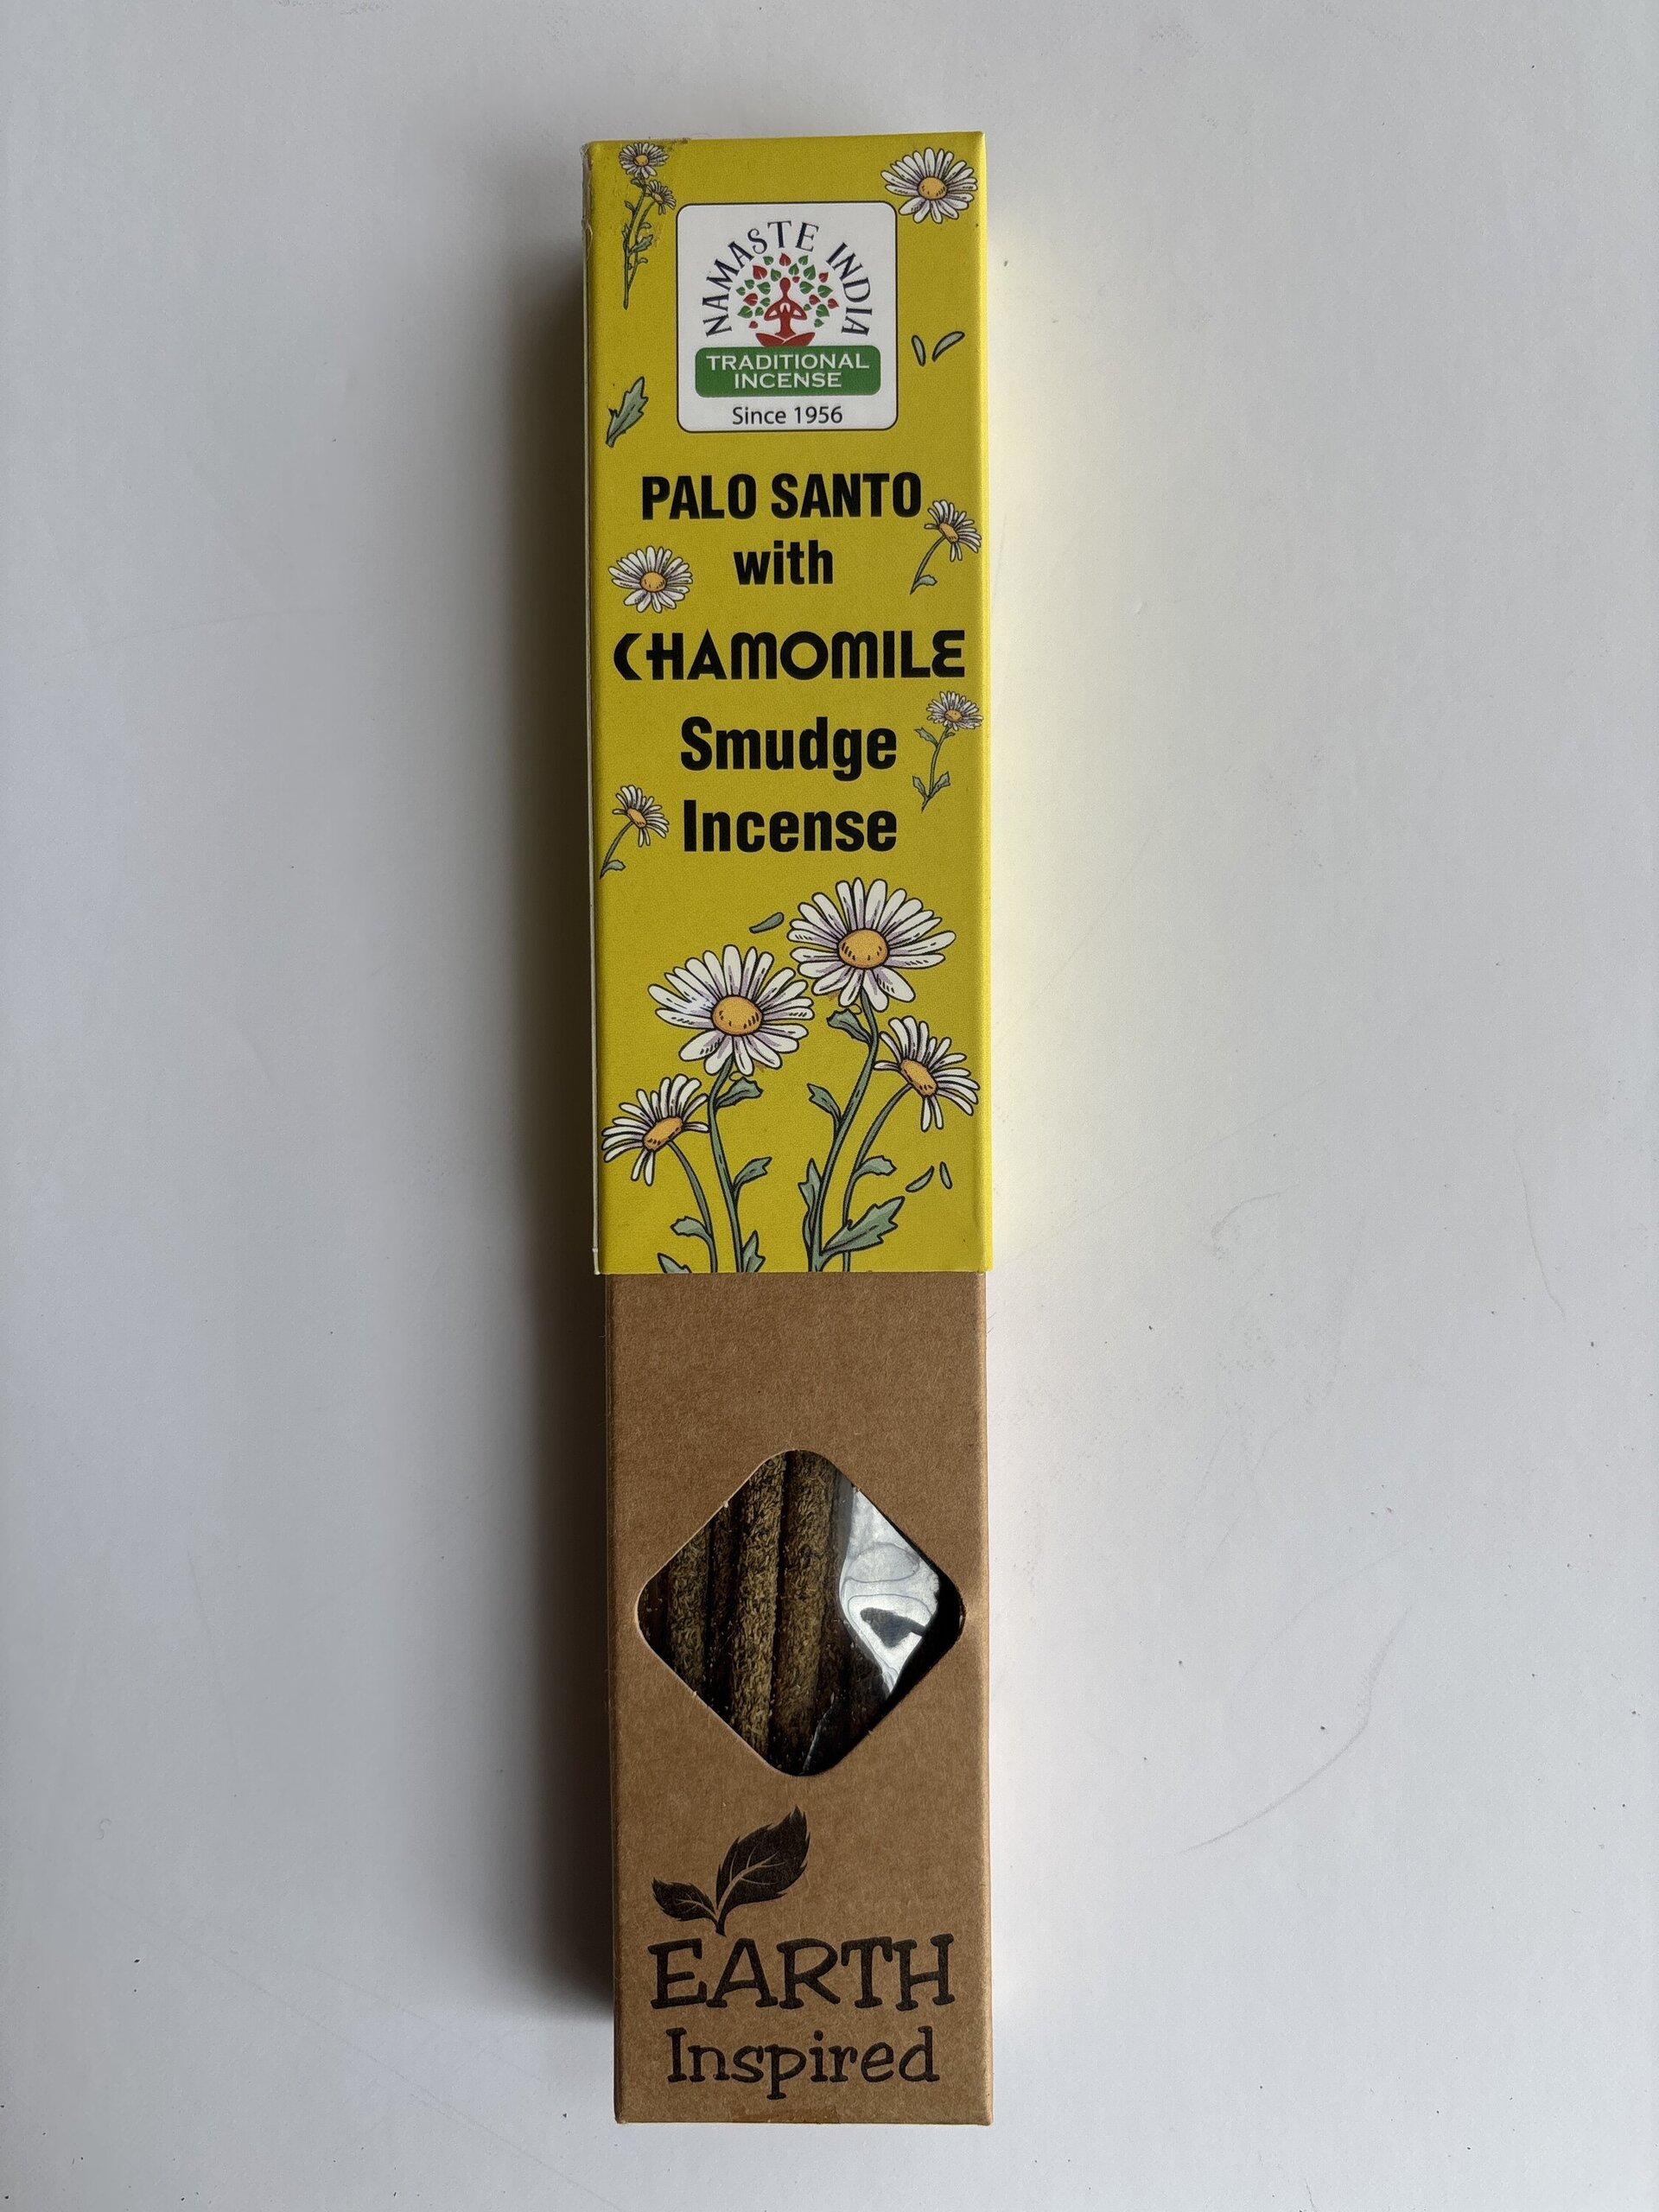 NAMASTE INDIA
TRADITIONAL
INCENSE
Since 1956
PALO SANTO
with
CHAMOMILE
Smudge
Incense
EARTH
Inspired